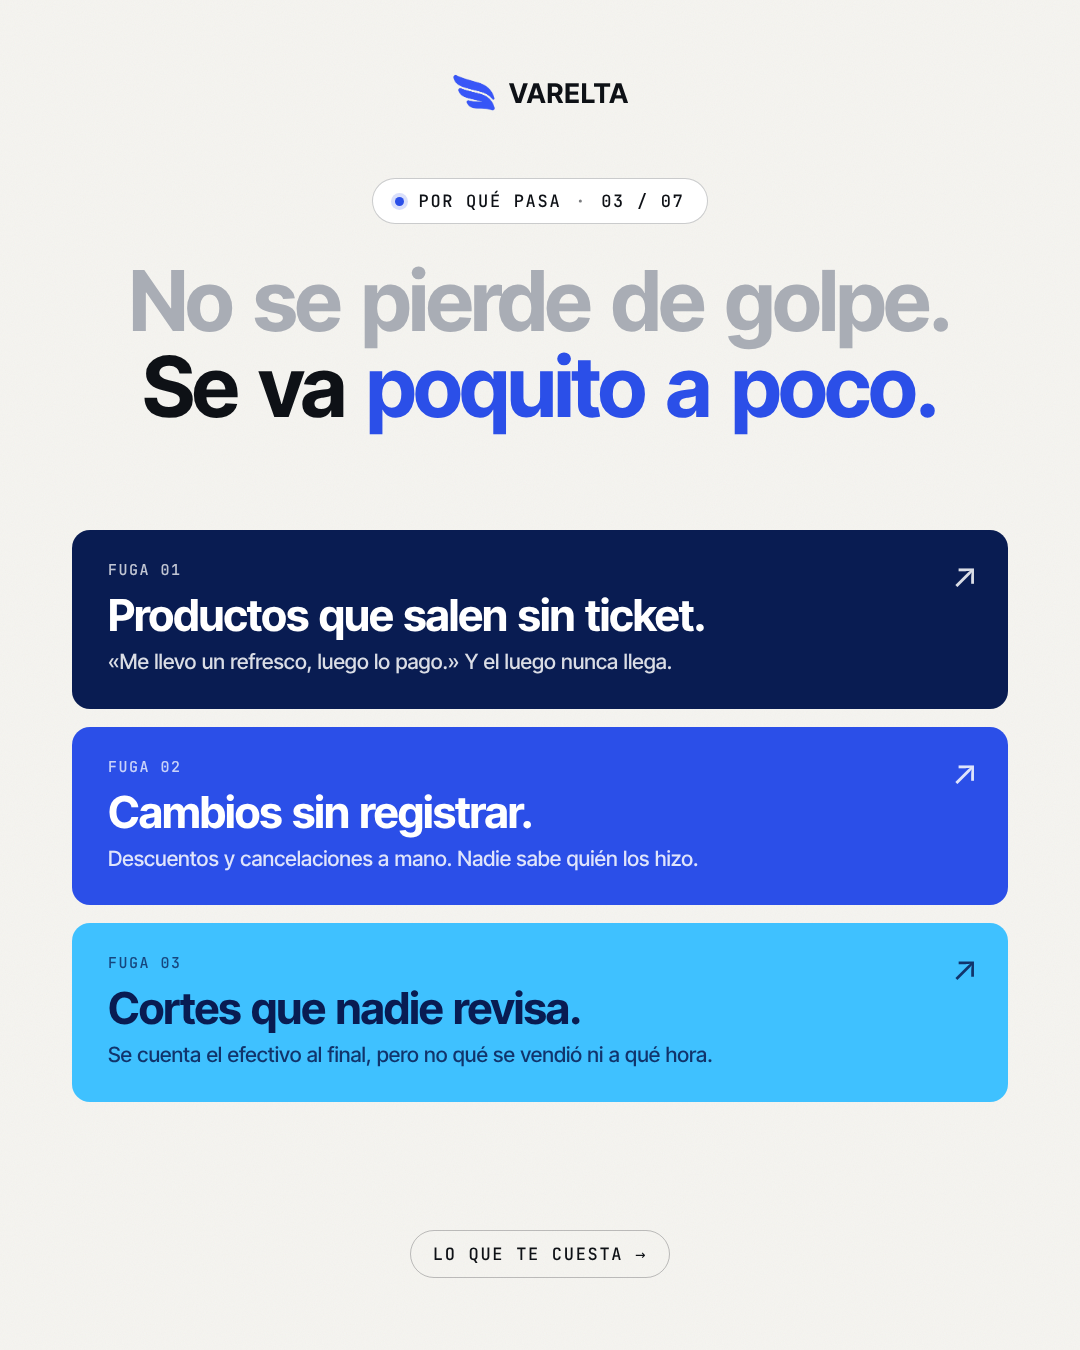 VARELTA
POR QUÉ PASA · 03 / 07
No se pierde de golpe.
Se va poquito a poco.
FUGA 01
Productos que salen sin ticket.
«Me llevo un refresco, luego lo pago.» Y el luego nunca llega.
FUGA 02
Cambios sin registrar.
Descuentos y cancelaciones a mano. Nadie sabe quién los hizo.
FUGA 03
Cortes que nadie revisa.
Se cuenta el efectivo al final, pero no qué se vendió ni a qué hora.
LO QUE TE CUESTA →